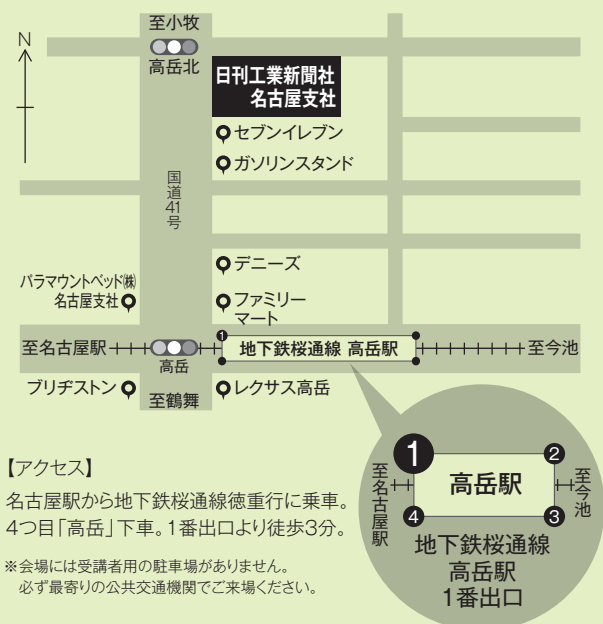 至小牧
N
高岳北
日刊工業新聞社
名古屋支社
セブンイレブン
ガソリンスタンド
国道41号
デニーズ
パラマウントベッド㈱
名古屋支社
ファミリー
マート
至名古屋駅
1
地下鉄桜通線 高岳駅
至今池
高岳
ブリヂストン
至鶴舞
レクサス高岳
【アクセス】
名古屋駅から地下鉄桜通線徳重行に乗車。
4つ目「高岳」下車。1番出口より徒歩3分。
※会場には受講者用の駐車場がありません。
必ず最寄りの公共交通機関でご来場ください。
1
2
至名古屋駅
高岳駅
至今池
4
3
地下鉄桜通線
高岳駅
1番出口